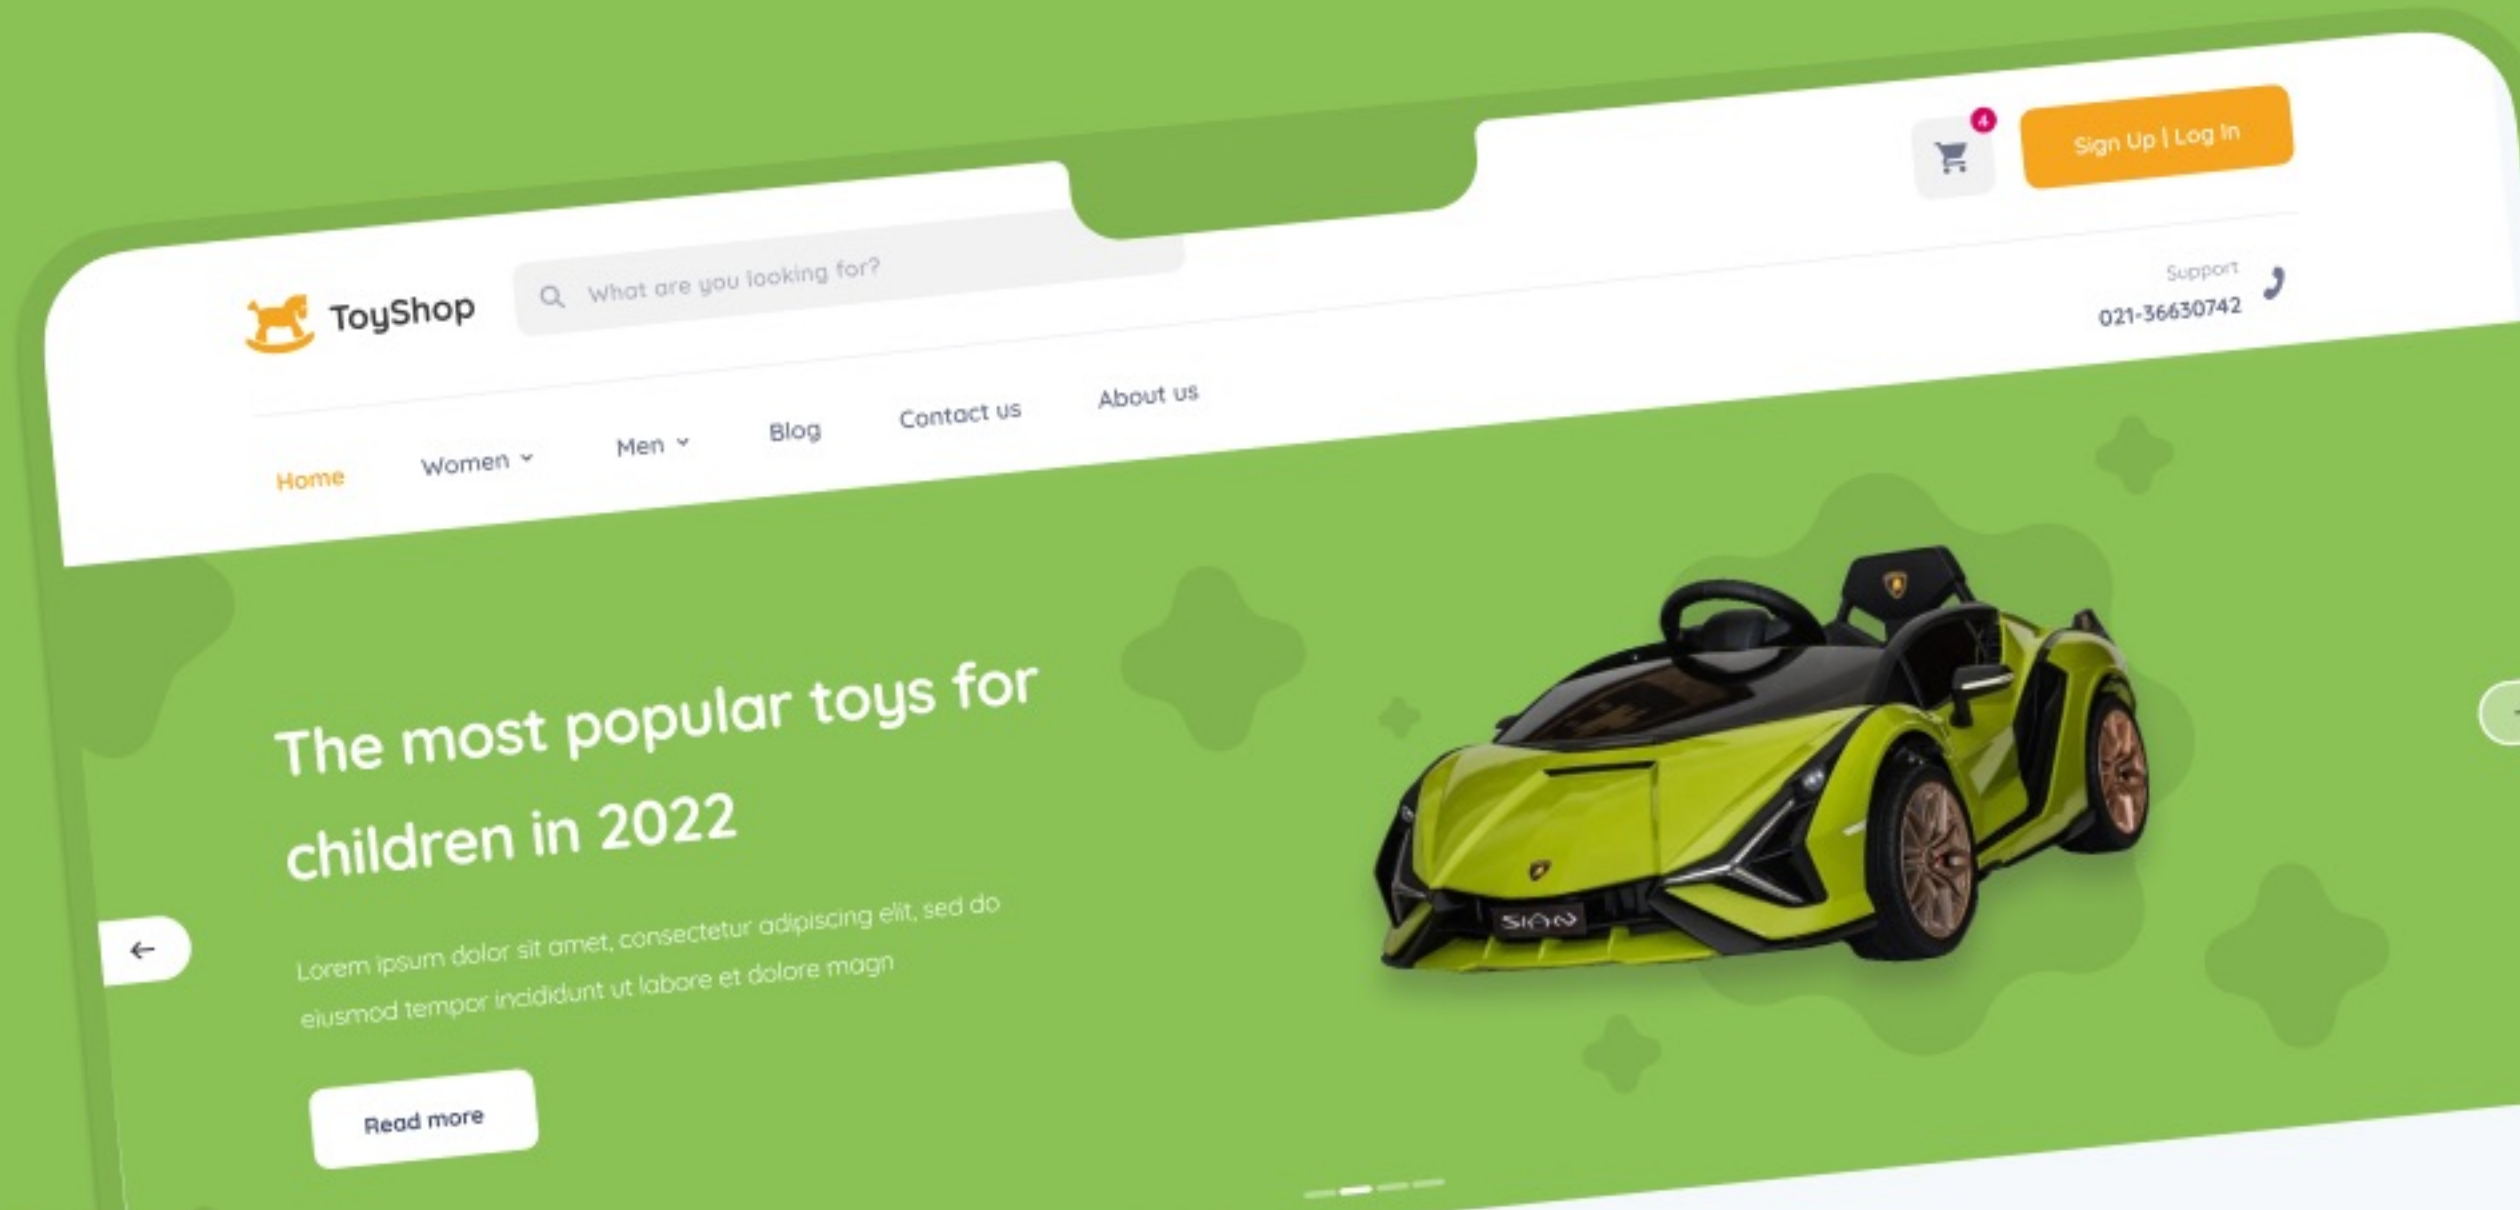 ToyShop
What are you looking for?
4
Sign Up | Log In
Support
021-36630742
Home
Women
Men
Blog
Contact us
About us
The most popular toys for
children in 2022
Lorem ipsum dolor sit amet, consectetur adipiscing elit, sed do
eiusmod tempor incididunt ut labore et dolore magn
Read more
SIAN